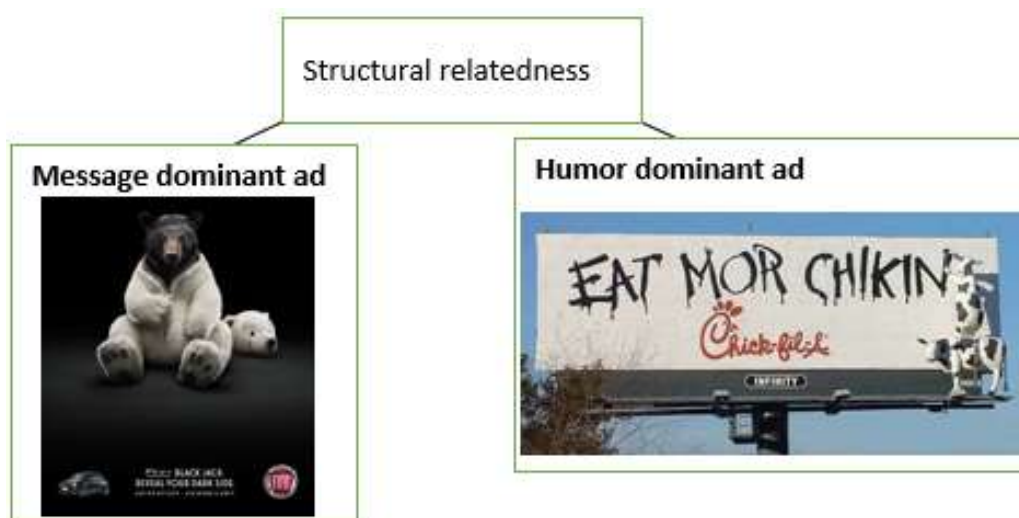 Structural relatedness
Message dominant ad
BLACK JACK
REVEAL YOUR DARK SIDE
FIAT
Humor dominant ad
EAT MOR CHIKIN
Chick-fil-A
INFINITY